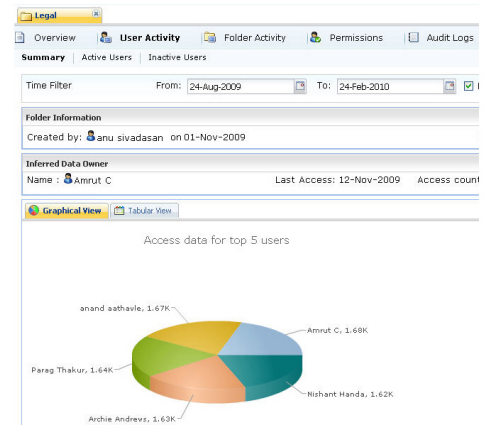 Legal
Overview User Activity Folder Activity Permissions Audit Logs
Summary Active Users Inactive Users
Time Filter From: 24-Aug-2009 To: 24-Feb-2010
Folder Information
Created by: anu sivadasan on 01-Nov-2009
Inferred Data Owner
Name : Amrut C Last Access: 12-Nov-2009 Access count
Graphical View Tabular View
Access data for top 5 users
anand aathavle, 1.67K
Amrut C, 1.68K
Parag Thakur, 1.64K
Nishant Handa, 1.62K
Archie Andrews, 1.63K